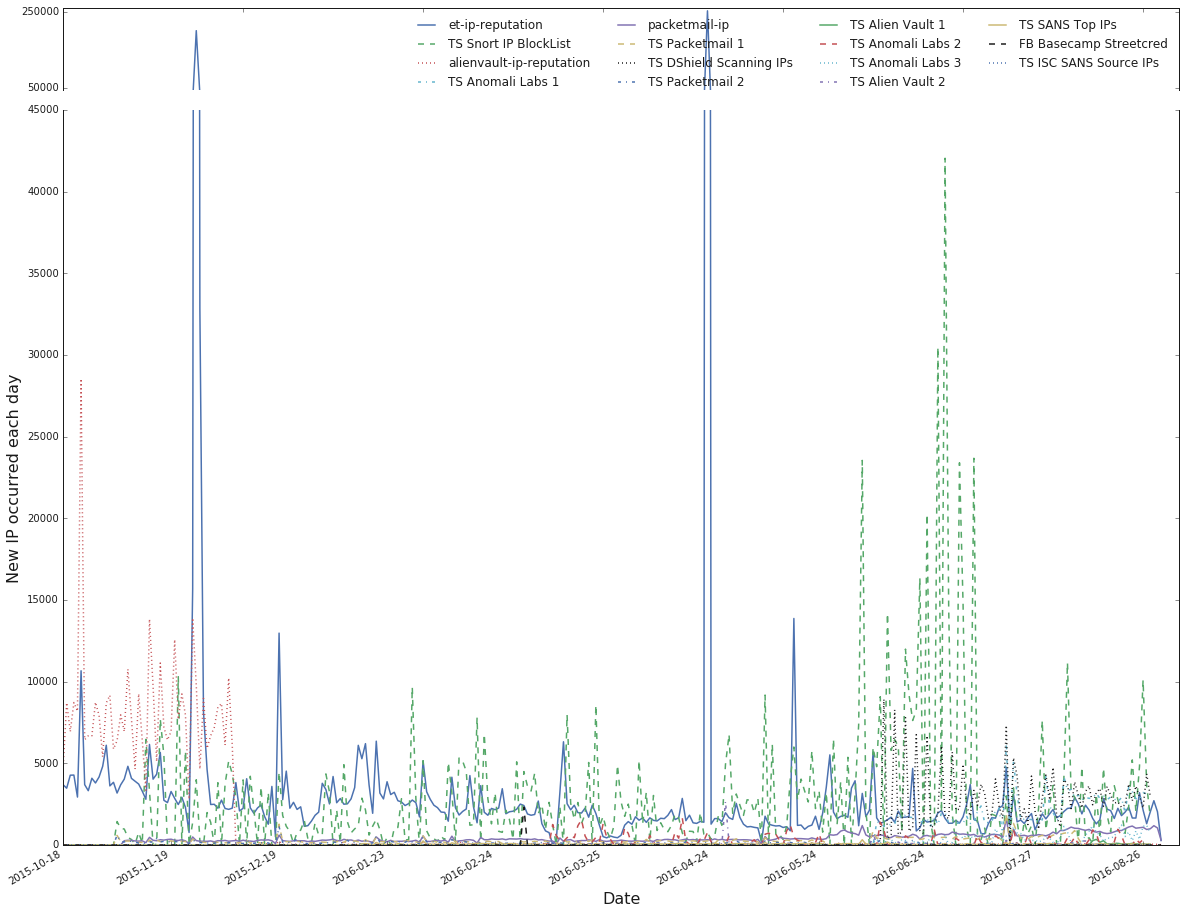 250000
50000
et-ip-reputation
TS Snort IP BlockList
alienvault-ip-reputation
TS Anomali Labs 1
packetmail-ip
TS Packetmail 1
TS DShield Scanning IPs
TS Packetmail 2
TS Alien Vault 1
TS Anomali Labs 2
TS Anomali Labs 3
TS Alien Vault 2
TS SANS Top IPs
FB Basecamp Streetcred
TS ISC SANS Source IPs
45000
40000
35000
30000
25000
20000
15000
10000
5000
0
New IP occurred each day
2015-10-18
2015-11-19
2015-12-19
2016-01-23
2016-02-24
2016-03-25
2016-04-24
2016-05-24
2016-06-24
2016-07-27
2016-08-26
Date